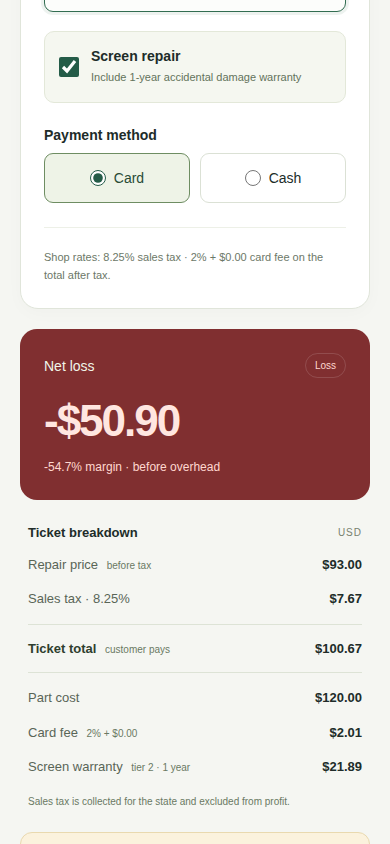 Screen repair
Include 1-year accidental damage warranty
Payment method
Card
Cash
Shop rates: 8.25% sales tax · 2% + $0.00 card fee on the
total after tax.
Net loss
Loss
-$50.90
-54.7% margin · before overhead
Ticket breakdown
USD
Repair price before tax $93.00
Sales tax · 8.25% $7.67
Ticket total customer pays $100.67
Part cost $120.00
Card fee 2% + $0.00 $2.01
Screen warranty tier 2 · 1 year $21.89
Sales tax is collected for the state and excluded from profit.